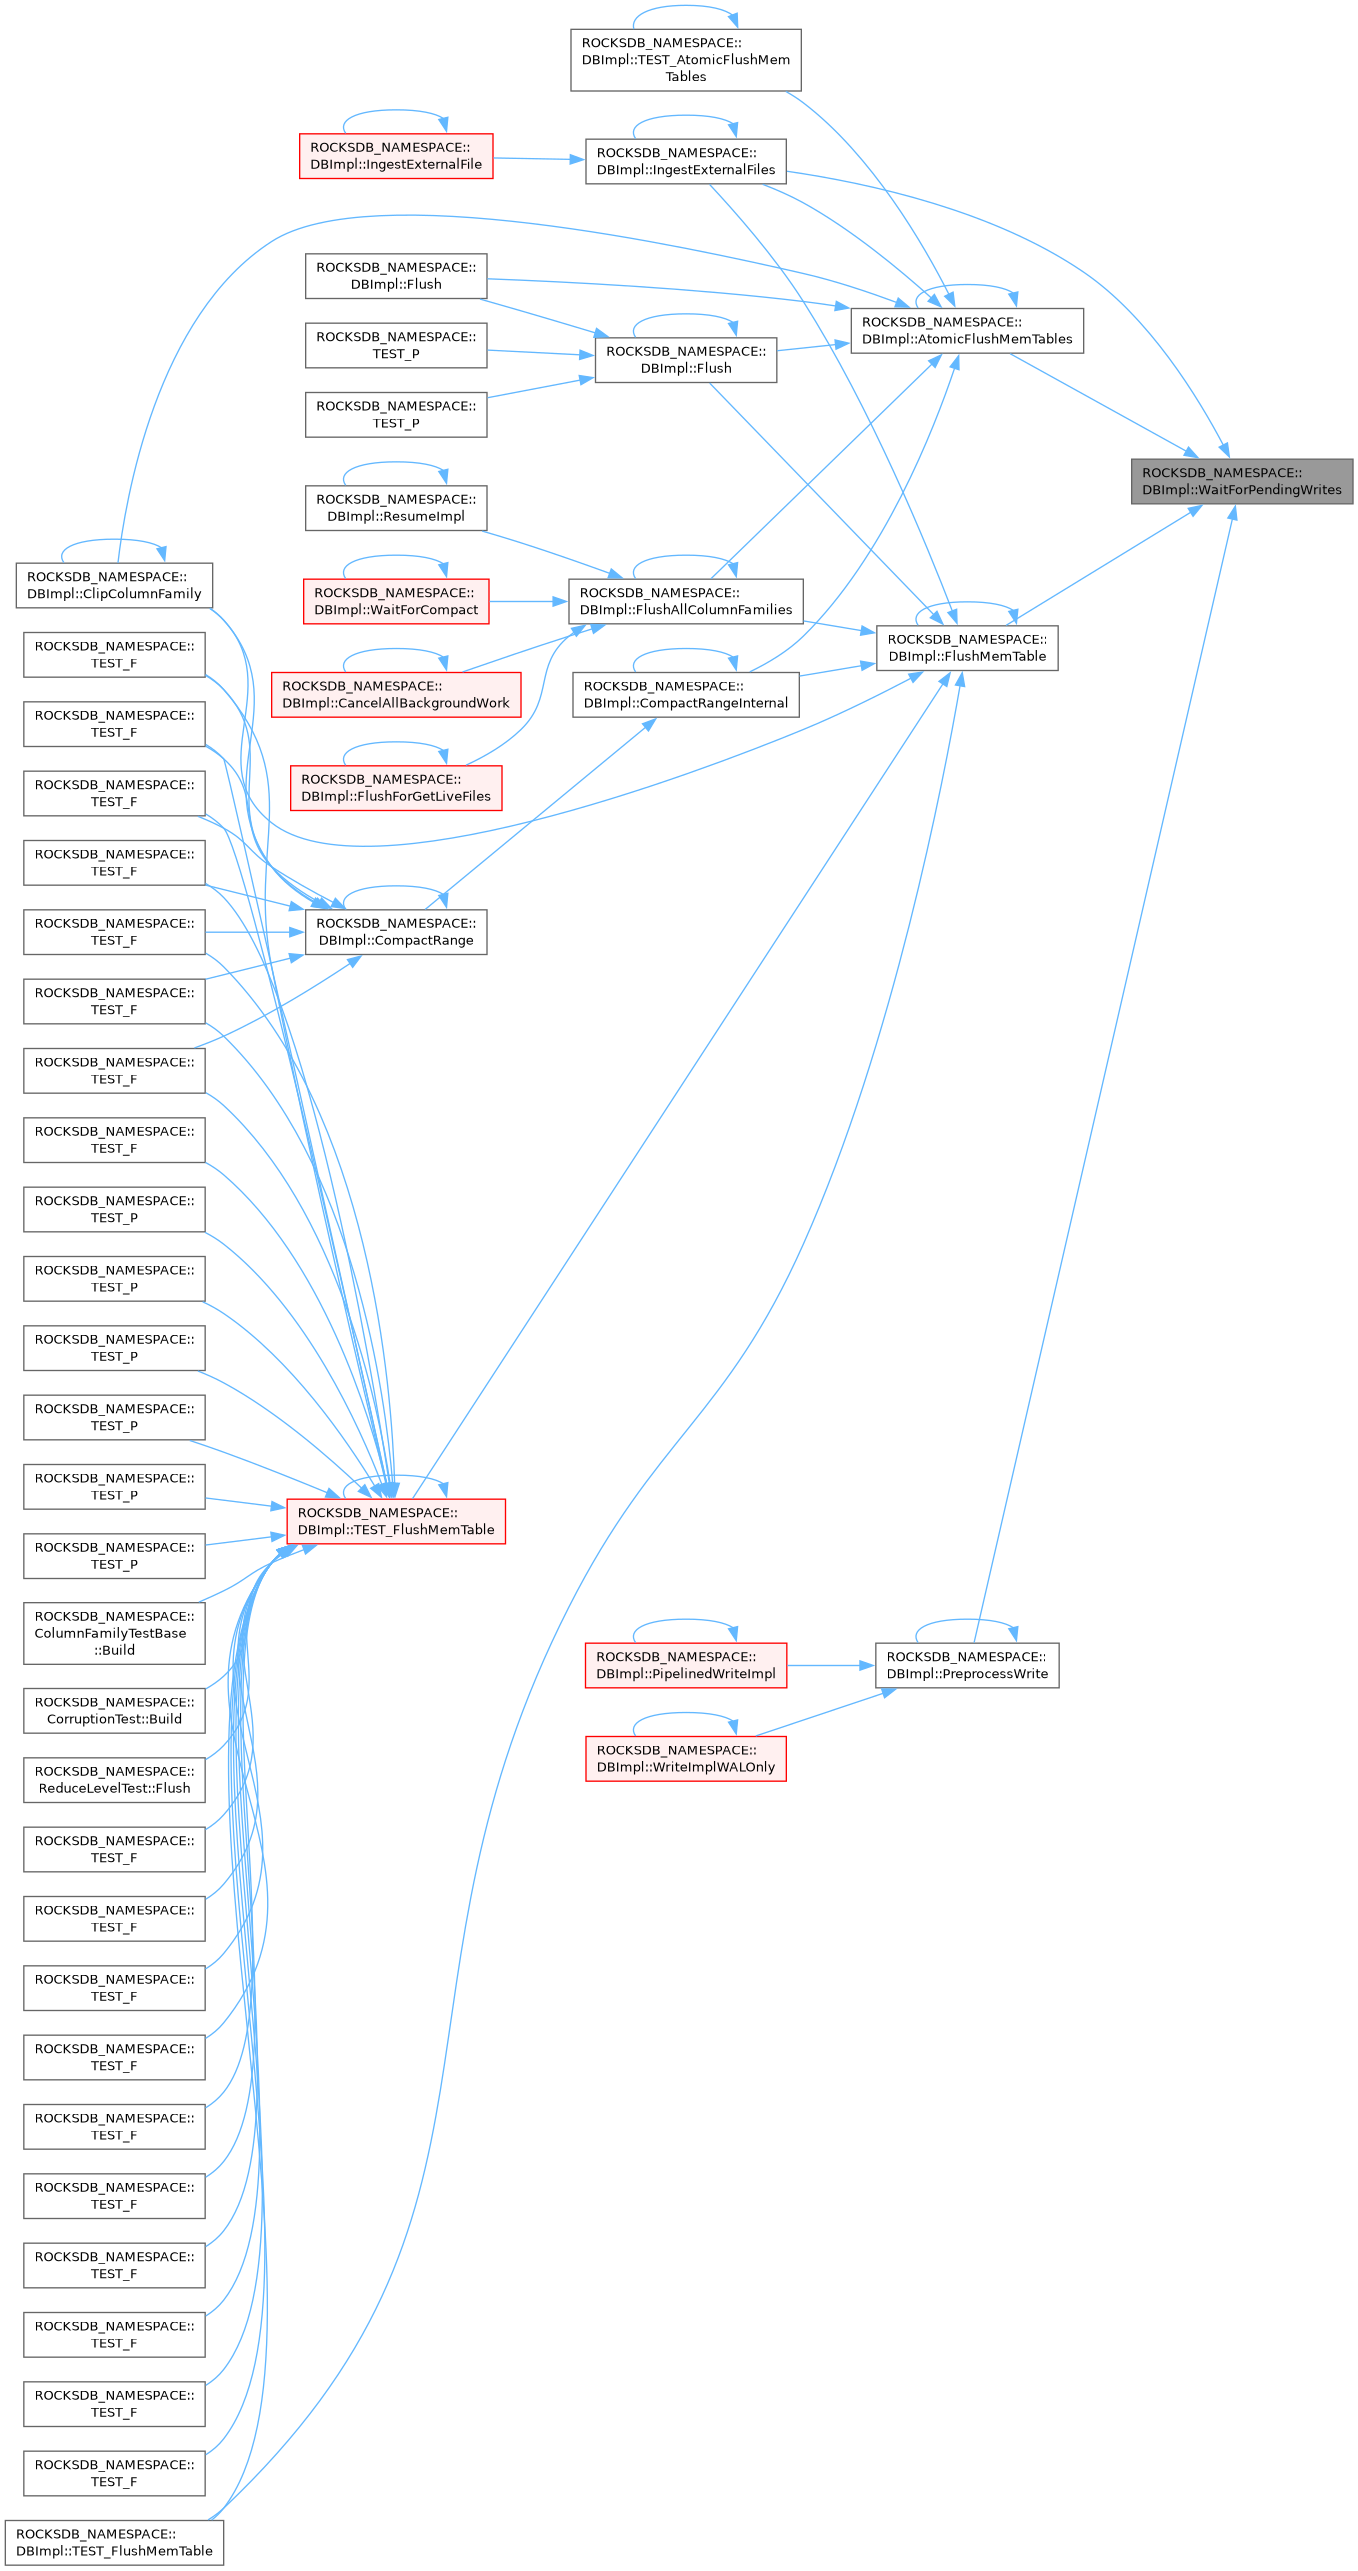 ROCKSDB_NAMESPACE::
DBImpl::TEST_AtomicFlushMem
Tables
ROCKSDB_NAMESPACE::
DBImpl::IngestExternalFile
ROCKSDB_NAMESPACE::
DBImpl::IngestExternalFiles
ROCKSDB_NAMESPACE::
DBImpl::Flush
ROCKSDB_NAMESPACE::
DBImpl::AtomicFlushMemTables
ROCKSDB_NAMESPACE::
TEST_P
ROCKSDB_NAMESPACE::
DBImpl::Flush
ROCKSDB_NAMESPACE::
TEST_P
ROCKSDB_NAMESPACE::
DBImpl::WaitForPendingWrites
ROCKSDB_NAMESPACE::
DBImpl::ResumeImpl
ROCKSDB_NAMESPACE::
DBImpl::ClipColumnFamily
ROCKSDB_NAMESPACE::
DBImpl::WaitForCompact
ROCKSDB_NAMESPACE::
DBImpl::FlushAllColumnFamilies
ROCKSDB_NAMESPACE::
DBImpl::FlushMemTable
ROCKSDB_NAMESPACE::
TEST_F
ROCKSDB_NAMESPACE::
DBImpl::CancelAllBackgroundWork
ROCKSDB_NAMESPACE::
DBImpl::CompactRangeInternal
ROCKSDB_NAMESPACE::
TEST_F
ROCKSDB_NAMESPACE::
DBImpl::FlushForGetLiveFiles
ROCKSDB_NAMESPACE::
TEST_F
ROCKSDB_NAMESPACE::
TEST_F
ROCKSDB_NAMESPACE::
TEST_F
ROCKSDB_NAMESPACE::
DBImpl::CompactRange
ROCKSDB_NAMESPACE::
TEST_F
ROCKSDB_NAMESPACE::
TEST_F
ROCKSDB_NAMESPACE::
TEST_F
ROCKSDB_NAMESPACE::
TEST_P
ROCKSDB_NAMESPACE::
TEST_P
ROCKSDB_NAMESPACE::
TEST_P
ROCKSDB_NAMESPACE::
TEST_P
ROCKSDB_NAMESPACE::
TEST_P
ROCKSDB_NAMESPACE::
DBImpl::TEST_FlushMemTable
ROCKSDB_NAMESPACE::
TEST_P
ROCKSDB_NAMESPACE::
ColumnFamilyTestBase
::Build
ROCKSDB_NAMESPACE::
DBImpl::PipelinedWriteImpl
ROCKSDB_NAMESPACE::
DBImpl::PreprocessWrite
ROCKSDB_NAMESPACE::
CorruptionTest::Build
ROCKSDB_NAMESPACE::
DBImpl::WriteImplWALOnly
ROCKSDB_NAMESPACE::
ReduceLevelTest::Flush
ROCKSDB_NAMESPACE::
TEST_F
ROCKSDB_NAMESPACE::
TEST_F
ROCKSDB_NAMESPACE::
TEST_F
ROCKSDB_NAMESPACE::
TEST_F
ROCKSDB_NAMESPACE::
TEST_F
ROCKSDB_NAMESPACE::
TEST_F
ROCKSDB_NAMESPACE::
TEST_F
ROCKSDB_NAMESPACE::
TEST_F
ROCKSDB_NAMESPACE::
TEST_F
ROCKSDB_NAMESPACE::
TEST_F
ROCKSDB_NAMESPACE::
DBImpl::TEST_FlushMemTable